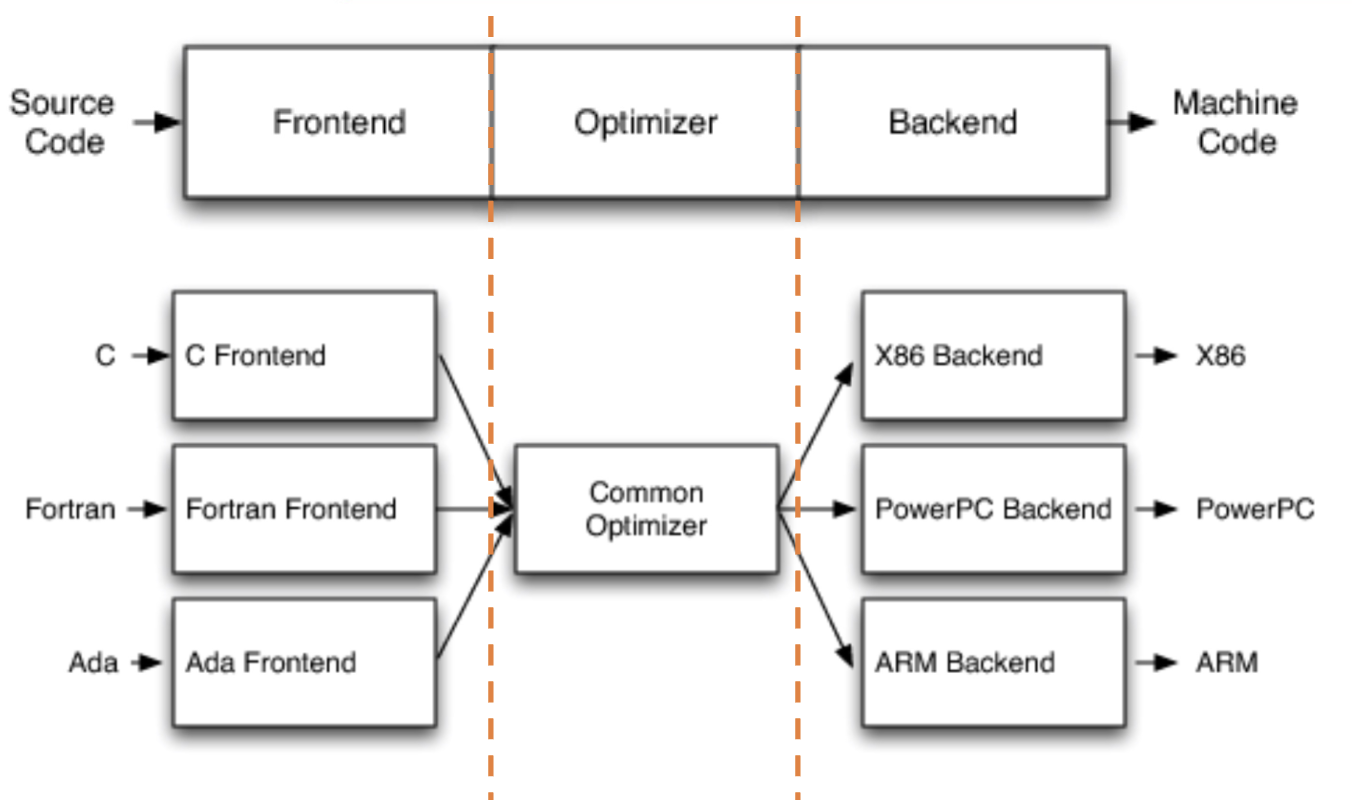 Source
Code
Frontend
Optimizer
Backend
Machine
Code
C
C Frontend
X86 Backend
X86
Fortran
Fortran Frontend
Common
Optimizer
PowerPC Backend
PowerPC
Ada
Ada Frontend
ARM Backend
ARM